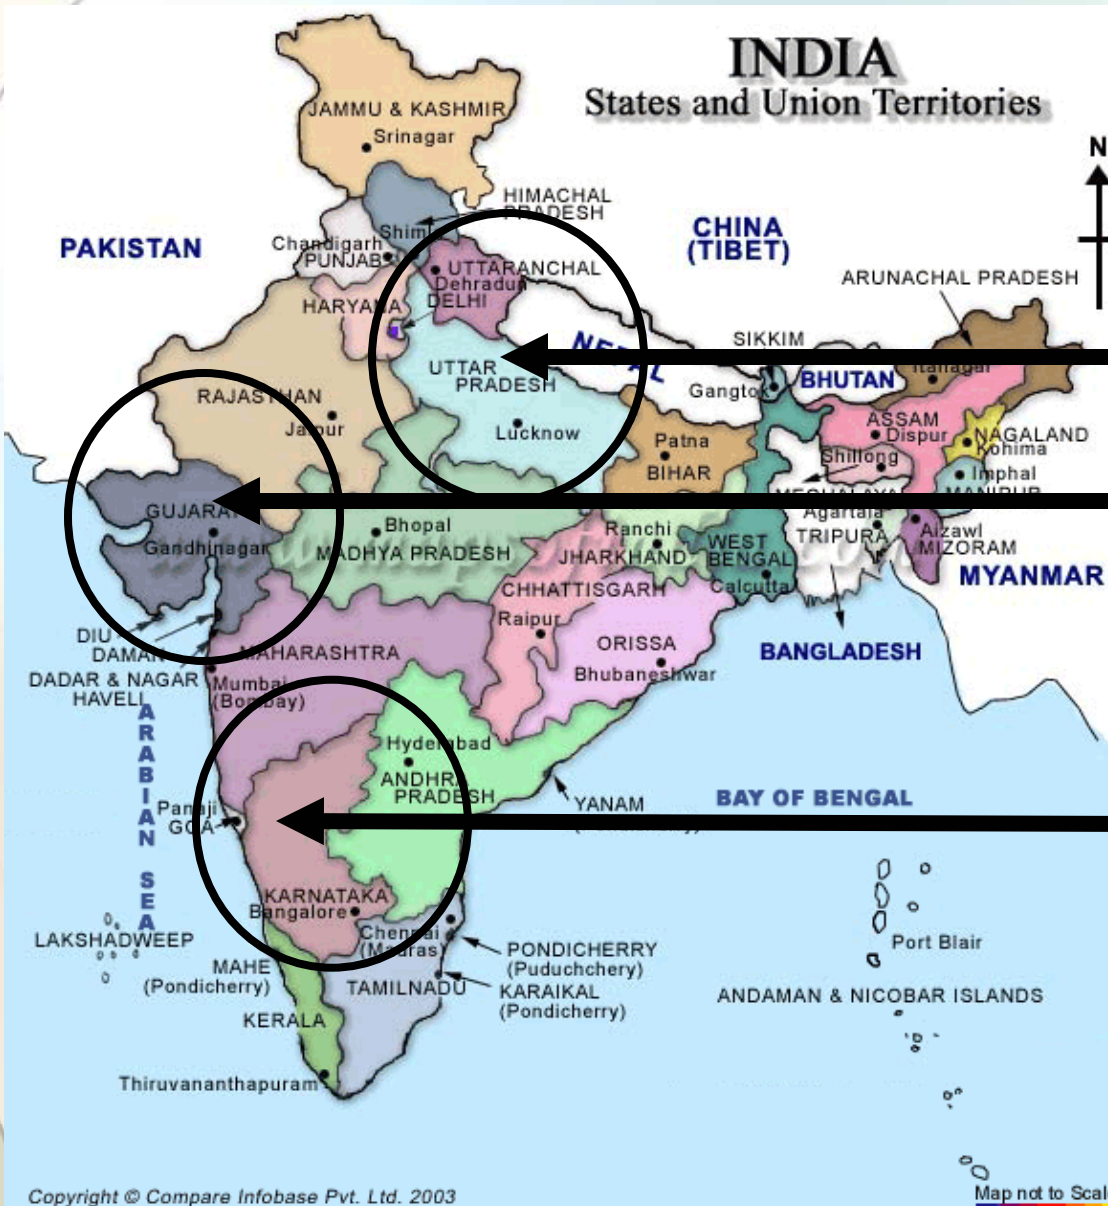 INDIA
States and Union Territories
N
JAMMU & KASHMIR
Srinagar
HIMACHAL
PRADESH
CHINA
(TIBET)
PAKISTAN
Chandigarh
PUNJAB
UTTARANCHAL
Dehradun
DELHI
HARYANA
ARUNACHAL PRADESH
SIKKIM
NEPAL
UTTAR
PRADESH
Gangtok
BHUTAN
Itanagar
RAJASTHAN
Jaipur
Lucknow
Patna
BIHAR
ASSAM
Dispur
NAGALAND
Kohima
Shillong
Imphal
MANIPUR
MEGHALAYA
GUJARAT
Gandhinagar
Bhopal
MADHYA PRADESH
Ranchi
JHARKHAND
WEST
BENGAL
Calcutta
Agartala
TRIPURA
Aizawl
MIZORAM
MYANMAR
CHHATTISGARH
Raipur
DIU
DAMAN
DADAR & NAGAR
HAVELI
MAHARASHTRA
Mumbai
(Bombay)
ORISSA
Bhubaneshwar
BANGLADESH
ARABIAN SEA
Hyderabad
ANDHRA
PRADESH
YANAM
BAY OF BENGAL
Panaji
GOA
KARNATAKA
Bangalore
Chennai
(Madras)
LAKSHADWEEP
MAHE
(Pondicherry)
PONDICHERRY
(Puduchchery)
TAMILNADU
KARAIKAL
(Pondicherry)
Port Blair
ANDAMAN & NICOBAR ISLANDS
KERALA
Thiruvananthapuram
Copyright © Compare Infobase Pvt. Ltd. 2003
Map not to Scale